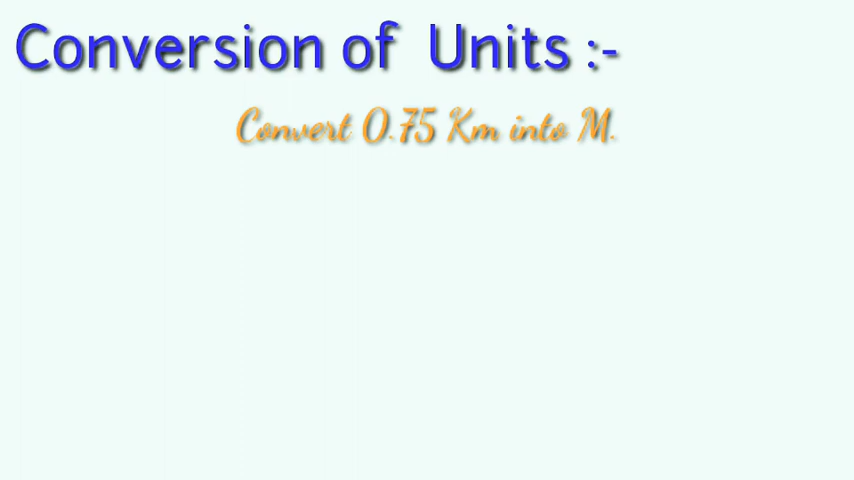 Conversion of Units :-
Convert 0.75 Km into M.